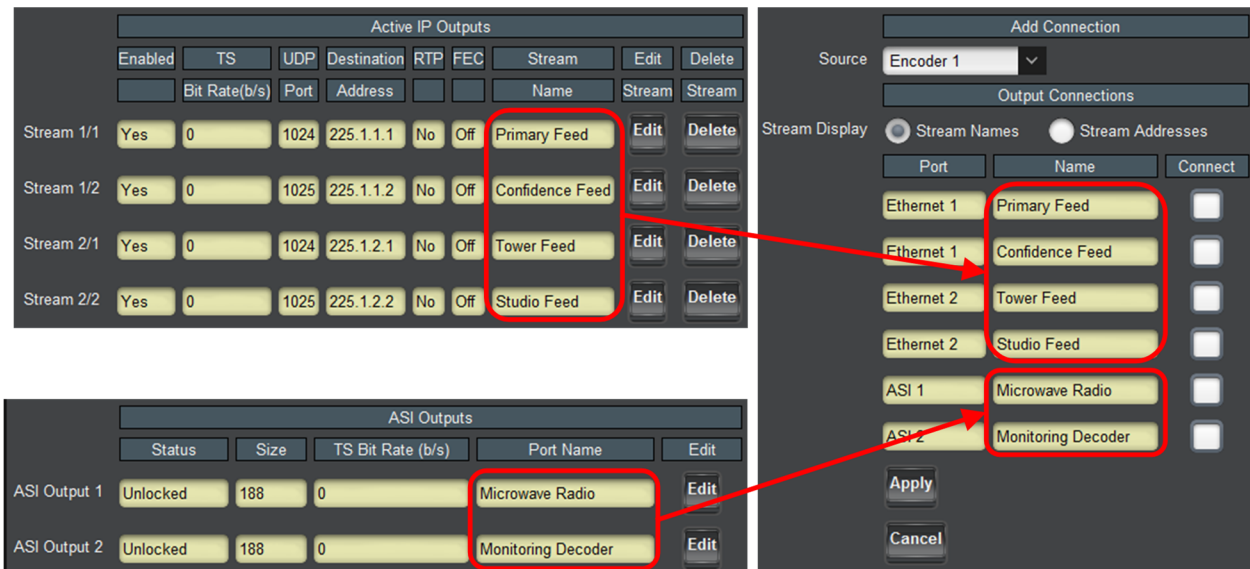 Active IP Outputs
Enabled TS UDP Destination RTP FEC Stream Edit Delete
Bit Rate(b/s) Port Address Name Stream Stream
Stream 1/1 Yes 0 1024 225.1.1.1 No Off Primary Feed Edit Delete
Stream 1/2 Yes 0 1025 225.1.1.2 No Off Confidence Feed Edit Delete
Stream 2/1 Yes 0 1024 225.1.2.1 No Off Tower Feed Edit Delete
Stream 2/2 Yes 0 1025 225.1.2.2 No Off Studio Feed Edit Delete
ASI Outputs
Status Size TS Bit Rate (b/s) Port Name Edit
ASI Output 1 Unlocked 188 0 Microwave Radio Edit
ASI Output 2 Unlocked 188 0 Monitoring Decoder Edit
Add Connection
Source Encoder 1
Output Connections
Stream Display Stream Names Stream Addresses
Port Name Connect
Ethernet 1 Primary Feed
Ethernet 1 Confidence Feed
Ethernet 2 Tower Feed
Ethernet 2 Studio Feed
ASI 1 Microwave Radio
ASI 2 Monitoring Decoder
Apply
Cancel